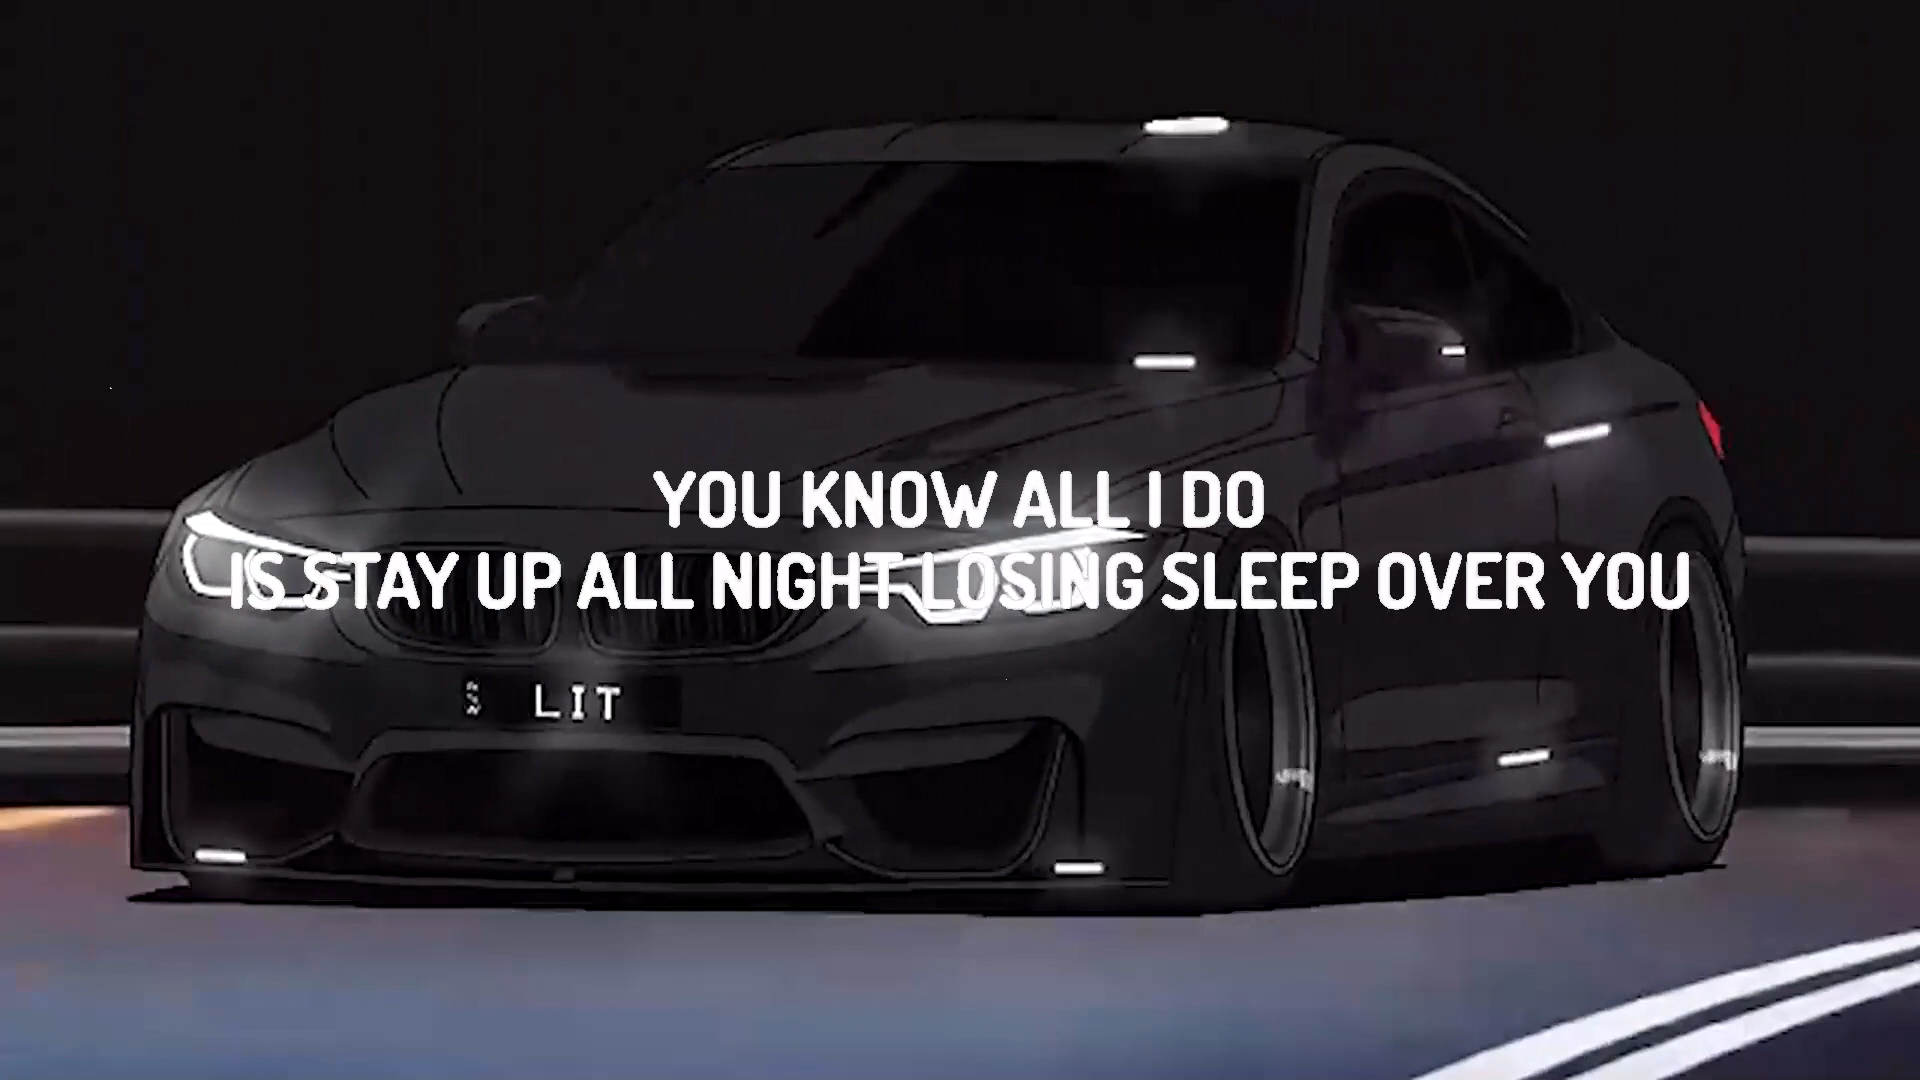 YOU KNOW ALL I DO
IS STAY UP ALL NIGHT LOSING SLEEP OVER YOU
LIT